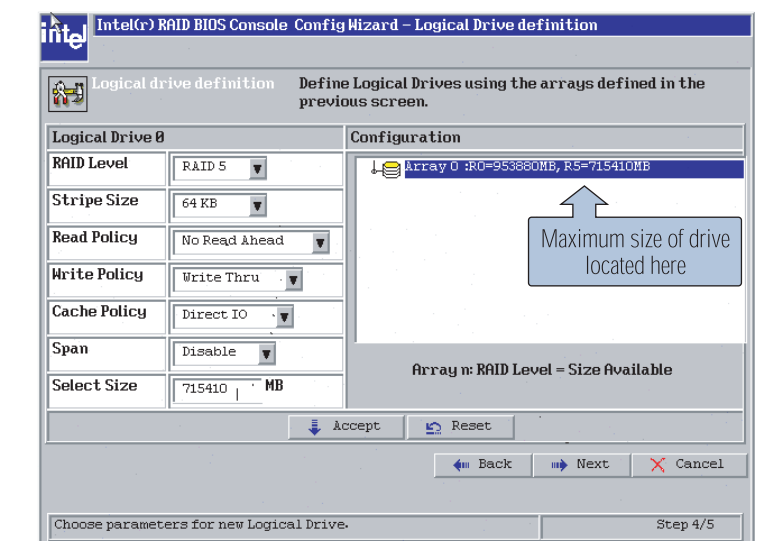 intel
Intel(r) RAID BIOS Console Config Wizard – Logical Drive definition
Logical drive definition
Define Logical Drives using the arrays defined in the
previous screen.
Logical Drive 0
RAID Level
RAID 5
Stripe Size
64 KB
Read Policy
No Read Ahead
Write Policy
Write Thru
Cache Policy
Direct IO
Span
Disable
Select Size
715410
MB
Configuration
Array 0 :R0=953880MB, R5=715410MB
Maximum size of drive
located here
Array n: RAID Level = Size Available
Accept
Reset
Back
Next
Cancel
Choose parameters for new Logical Drive.
Step 4/5